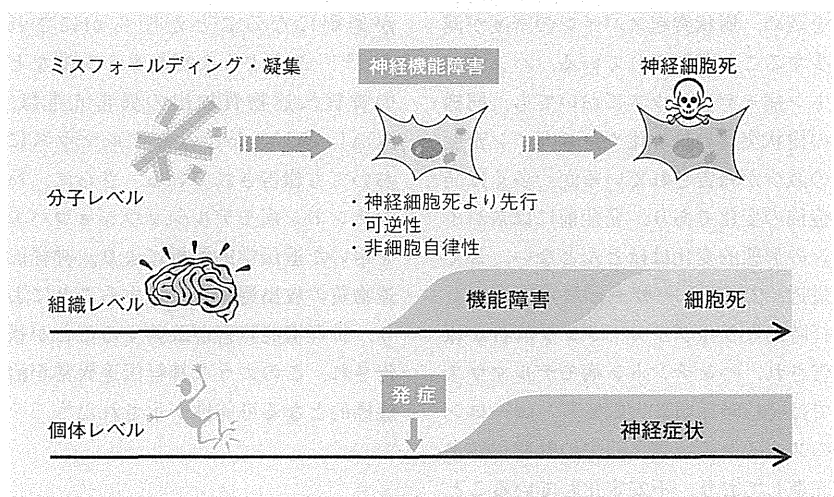 ミスフォールディング・凝集
神経機能障害
神経細胞死
分子レベル
・神経細胞死より先行
・可逆性
・非細胞自律性
組織レベル
機能障害
細胞死
発症
個体レベル
神経症状